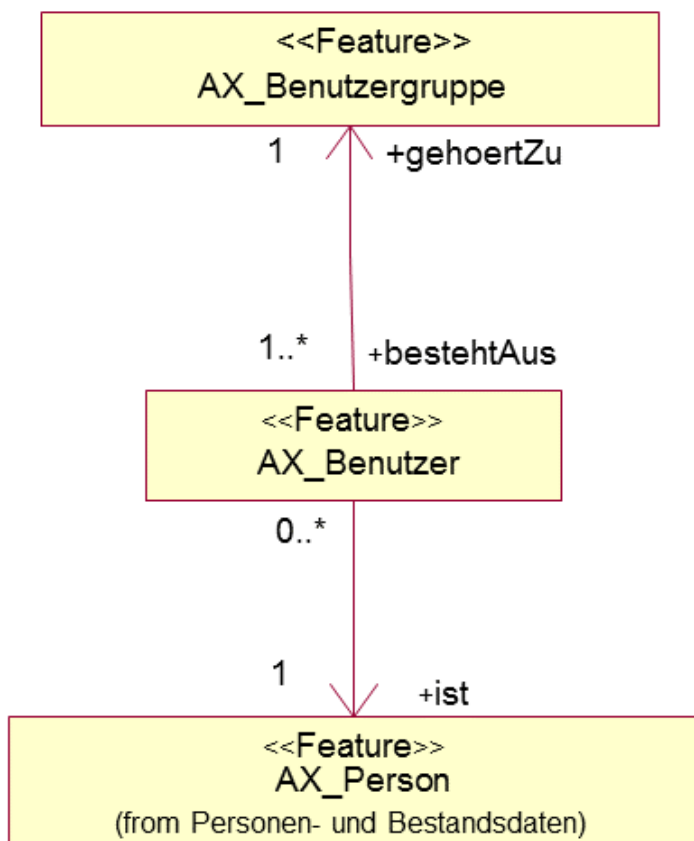 <<Feature>>
AX_Benutzergruppe
1 +gehoertZu
1..* +bestehtAus
<<Feature>>
AX_Benutzer
0..*
1 +ist
<<Feature>>
AX_Person
(from Personen- und Bestandsdaten)